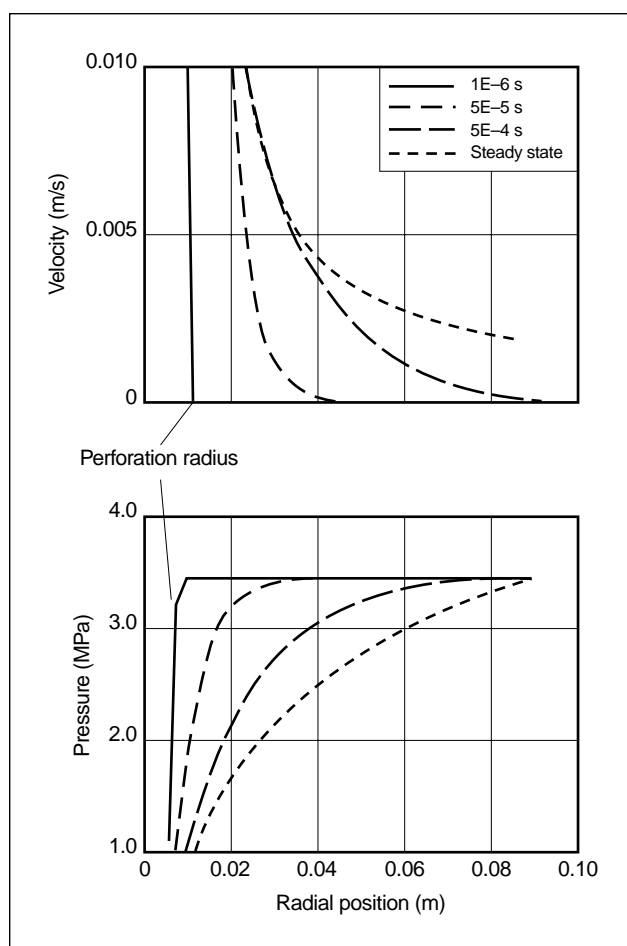 0.010
0.005
0
Velocity (m/s)
1E–6 s
5E–5 s
5E–4 s
Steady state
Perforation radius
4.0
3.0
2.0
1.0
Pressure (MPa)
0 0.02 0.04 0.06 0.08 0.10
Radial position (m)